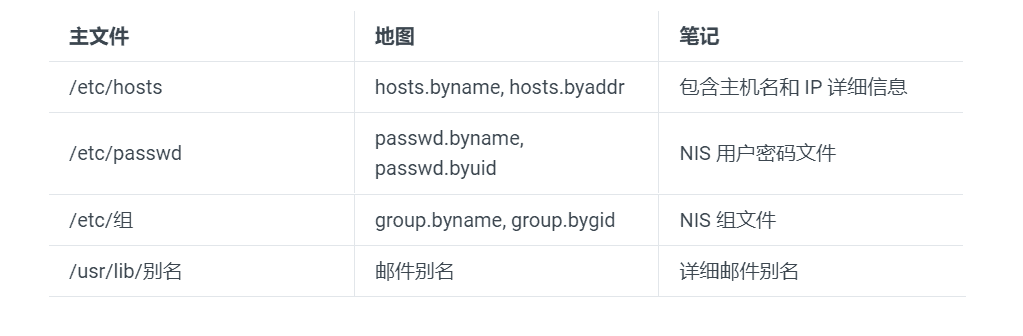 主文件 地图 笔记
/etc/hosts hosts.byname, hosts.byaddr 包含主机名和 IP 详细信息
/etc/passwd passwd.byname, passwd.byuid NIS 用户密码文件
/etc/组 group.byname, group.bygid NIS 组文件
/usr/lib/别名 邮件别名 详细邮件别名